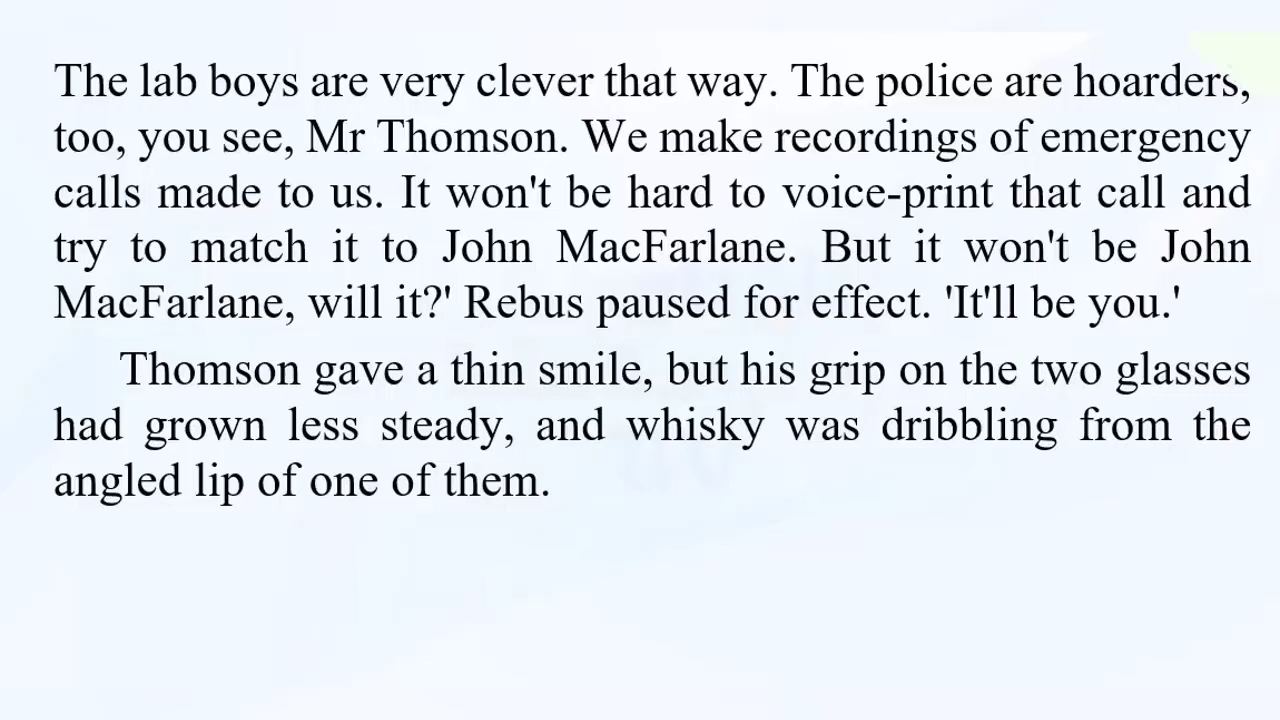 The lab boys are very clever that way. The police are hoarders,
too, you see, Mr Thomson. We make recordings of emergency
calls made to us. It won't be hard to voice-print that call and
try to match it to John MacFarlane. But it won't be John
MacFarlane, will it?' Rebus paused for effect. 'It'll be you.'
Thomson gave a thin smile, but his grip on the two glasses
had grown less steady, and whisky was dribbling from the
angled lip of one of them.